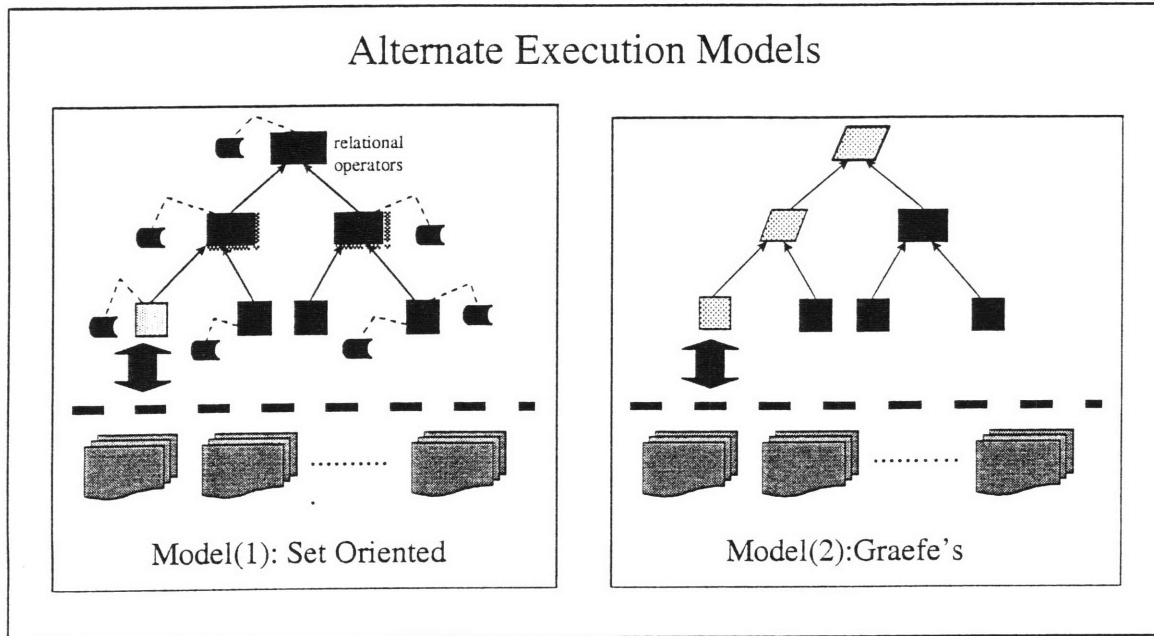 Alternate Execution Models
relational
operators
Model(1): Set Oriented
Model(2):Graefe's